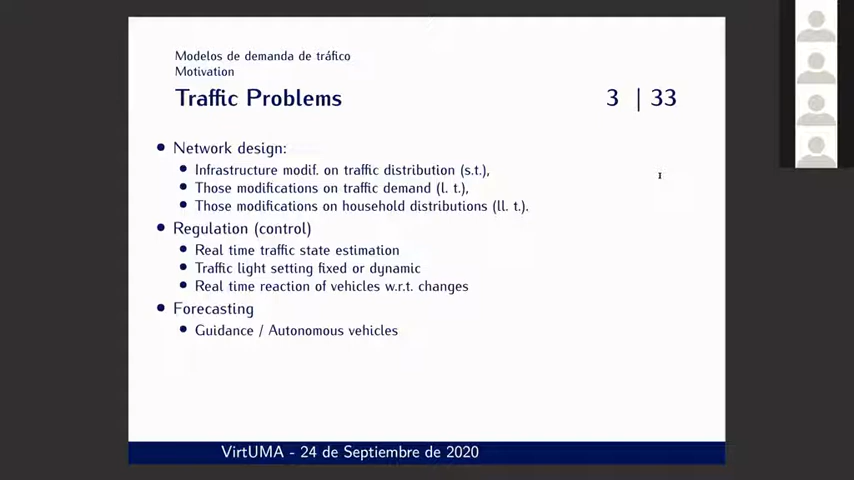 Modelos de demanda de tráfico
Motivation
Traffic Problems 3 | 33
Network design:
Infrastructure modif. on traffic distribution (s.t.),
Those modifications on traffic demand (l. t.),
Those modifications on household distributions (ll. t.).
Regulation (control)
Real time traffic state estimation
Traffic light setting fixed or dynamic
Real time reaction of vehicles w.r.t. changes
Forecasting
Guidance / Autonomous vehicles
VirtUMA - 24 de Septiembre de 2020